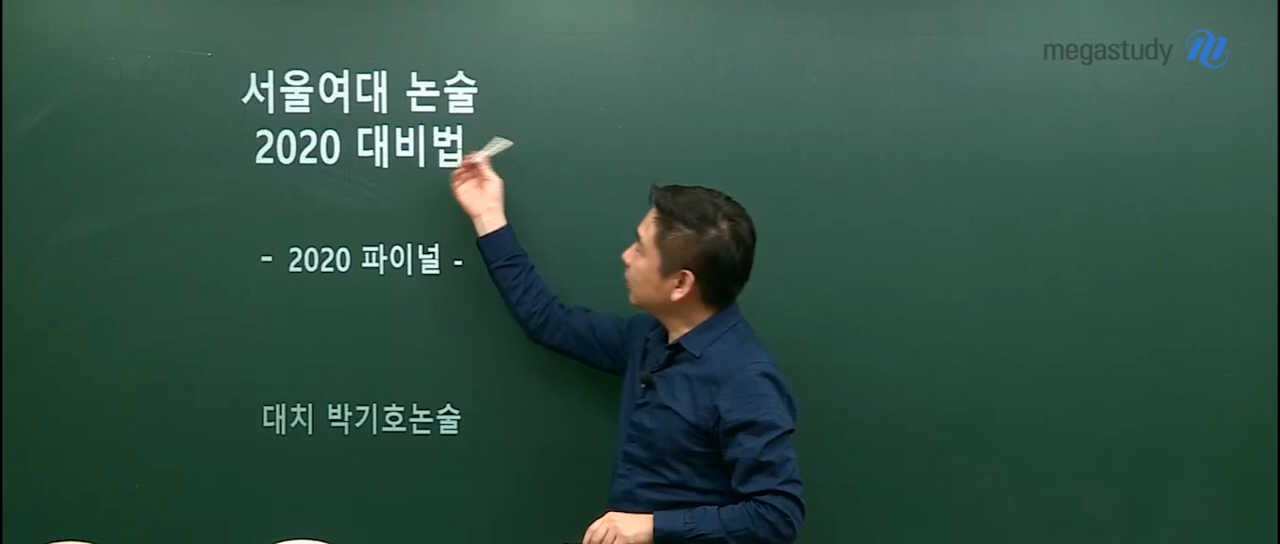 megastudy
서울여대 논술
2020 대비법
- 2020 파이널 -
대치 박기호논술